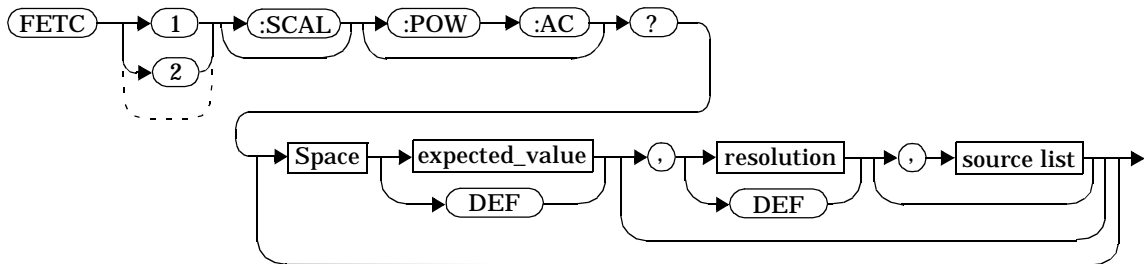 FETC 1 :SCAL :POW :AC ?
2
Space expected_value , resolution , source list
DEF DEF